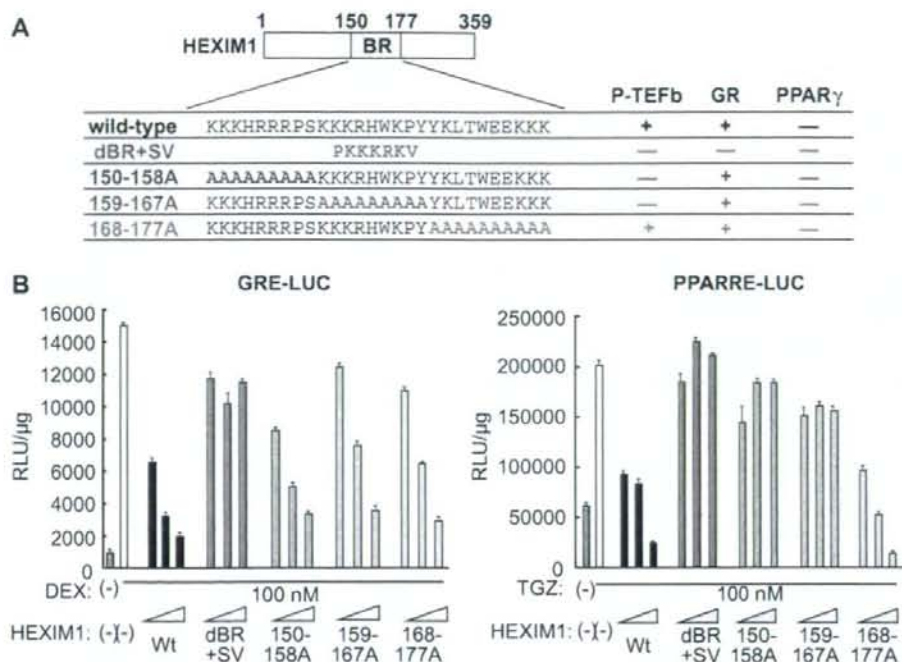 A
1 150 177 359
HEXIM1 BR
P-TEFb GR PPARγ
wild-type KKKHRRRPSKKKRHWKPYYKLTWEEKKK + + —
dBR+SV PKKKRKV — — —
150-158A AAAAAAAAAKKKRHWKPYYKLTWEEKKK — + —
159-167A KKKHRRRPSAAAAAAAAAYKLTWEEKKK — + —
168-177A KKKHRRRPSKKKRHWKPYAAAAAAAAAA + + —
B
GRE-LUC
RLU/µg
16000
14000
12000
10000
8000
6000
4000
2000
0
DEX: (-) 100 nM
HEXIM1: (-)(-) Wt dBR+SV 150-158A 159-167A 168-177A
PPARRE-LUC
RLU/µg
250000
200000
150000
100000
50000
0
TGZ: (-) 100 nM
HEXIM1: (-)(-) Wt dBR+SV 150-158A 159-167A 168-177A